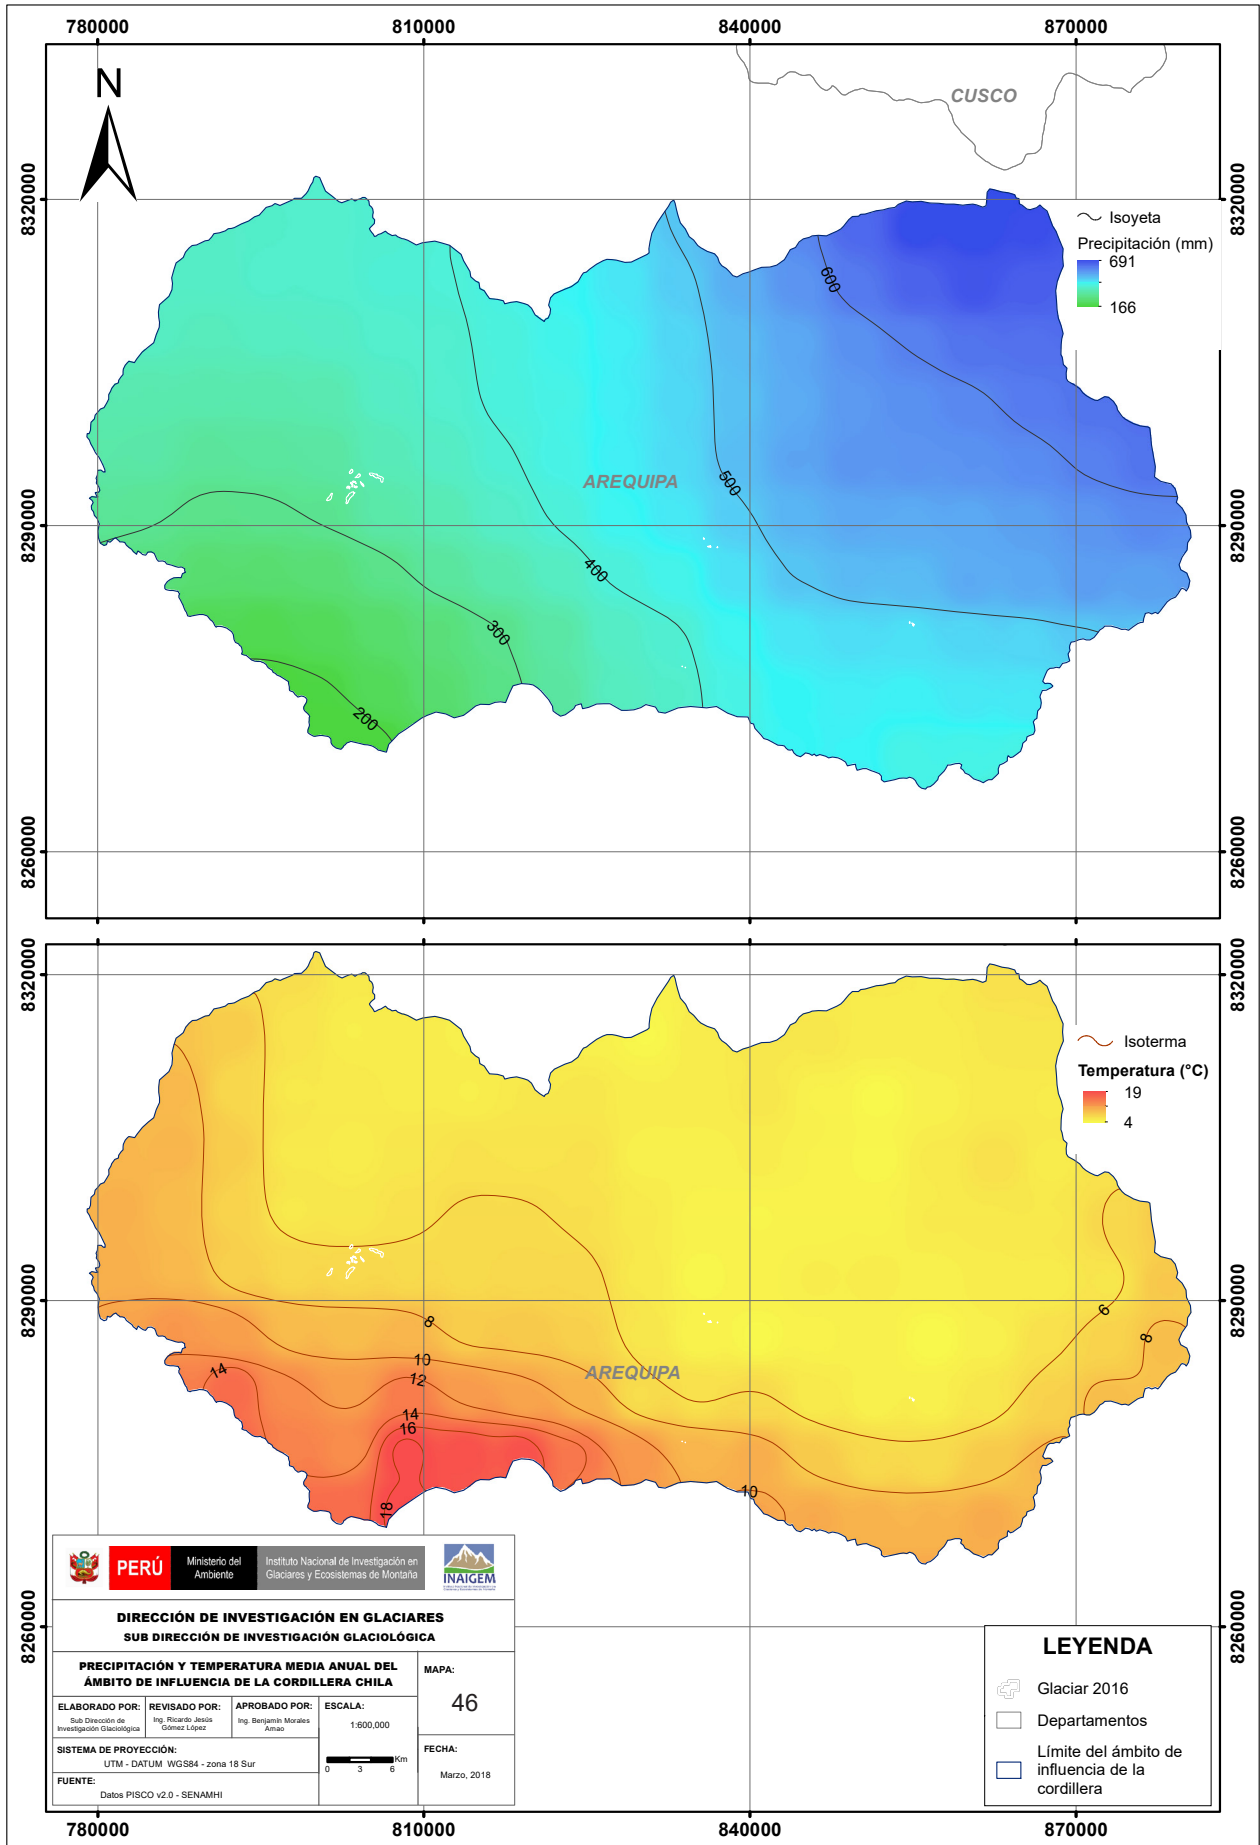 780000 810000 840000 870000
N
CUSCO
8320000 8320000
Isoyeta
Precipitación (mm)
691
166
600
AREQUIPA
500
8290000 8290000
400
300
200
8260000 8260000
8320000 8320000
Isoterma
Temperatura (°C)
19
4
8290000 8290000
6
8
8
10
AREQUIPA
14
12
14
16
10
18
PERÚ
Ministerio del
Ambiente
Instituto Nacional de Investigación en
Glaciares y Ecosistemas de Montaña
INAIGEM
DIRECCIÓN DE INVESTIGACIÓN EN GLACIARES
SUB DIRECCIÓN DE INVESTIGACIÓN GLACIOLÓGICA
8260000 8260000
PRECIPITACIÓN Y TEMPERATURA MEDIA ANUAL DEL
ÁMBITO DE INFLUENCIA DE LA CORDILLERA CHILA
MAPA:
46
ELABORADO POR:
Sub Dirección de
Investigación Glaciológica
REVISADO POR:
Ing. Ricardo Jesús
Gómez López
APROBADO POR:
Ing. Benjamín Morales
Arnao
ESCALA:
1:600,000
Km
0 3 6
SISTEMA DE PROYECCIÓN:
UTM - DATUM WGS84 - zona 18 Sur
FECHA:
Marzo, 2018
FUENTE:
Datos PISCO v2.0 - SENAMHI
LEYENDA
Glaciar 2016
Departamentos
Límite del ámbito de
influencia de la
cordillera
780000 810000 840000 870000